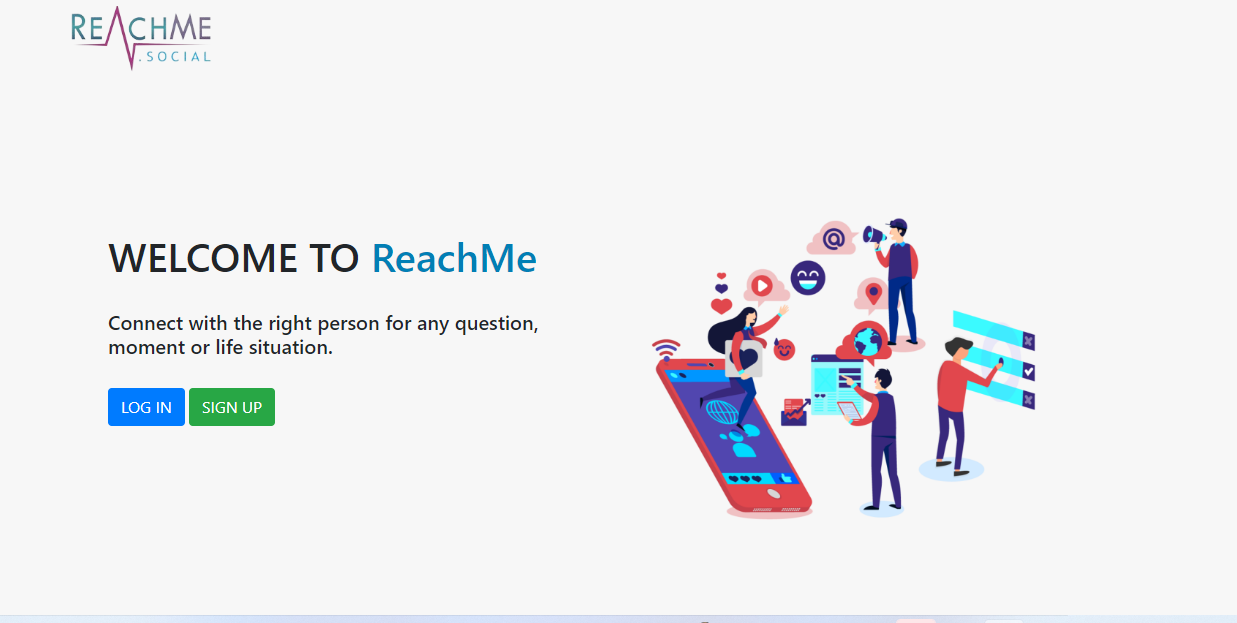 REACHME
.SOCIAL
WELCOME TO ReachMe
Connect with the right person for any question,
moment or life situation.
LOG IN SIGN UP